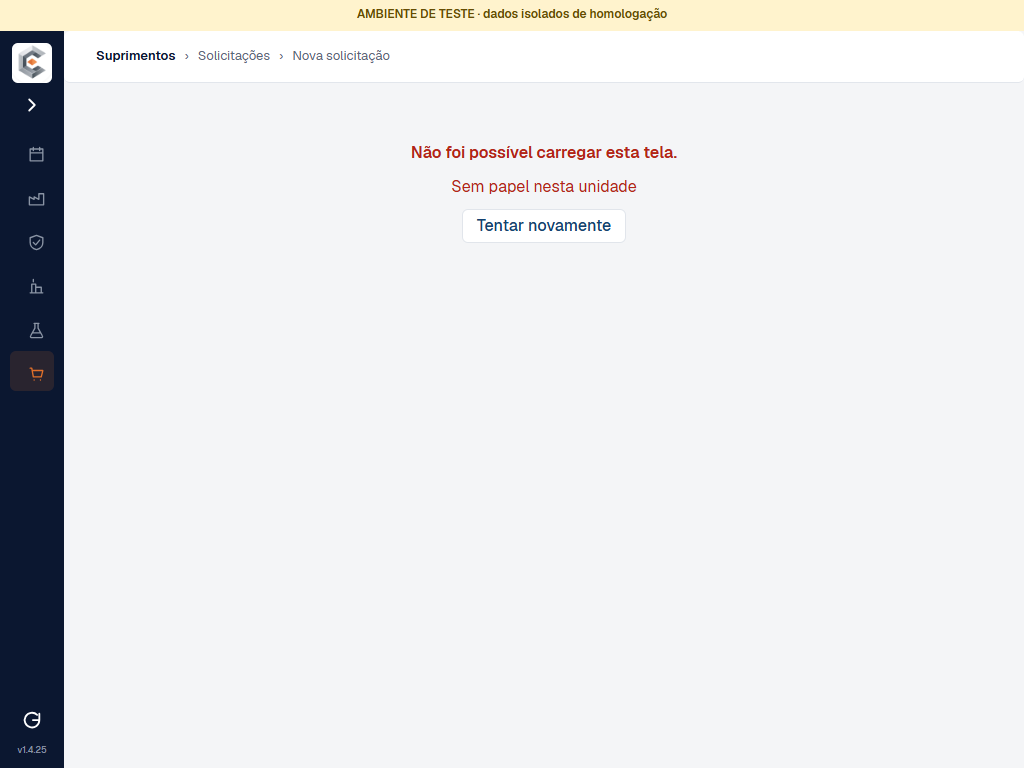 AMBIENTE DE TESTE · dados isolados de homologação
Suprimentos › Solicitações › Nova solicitação
Não foi possível carregar esta tela.
Sem papel nesta unidade
Tentar novamente
v1.4.25